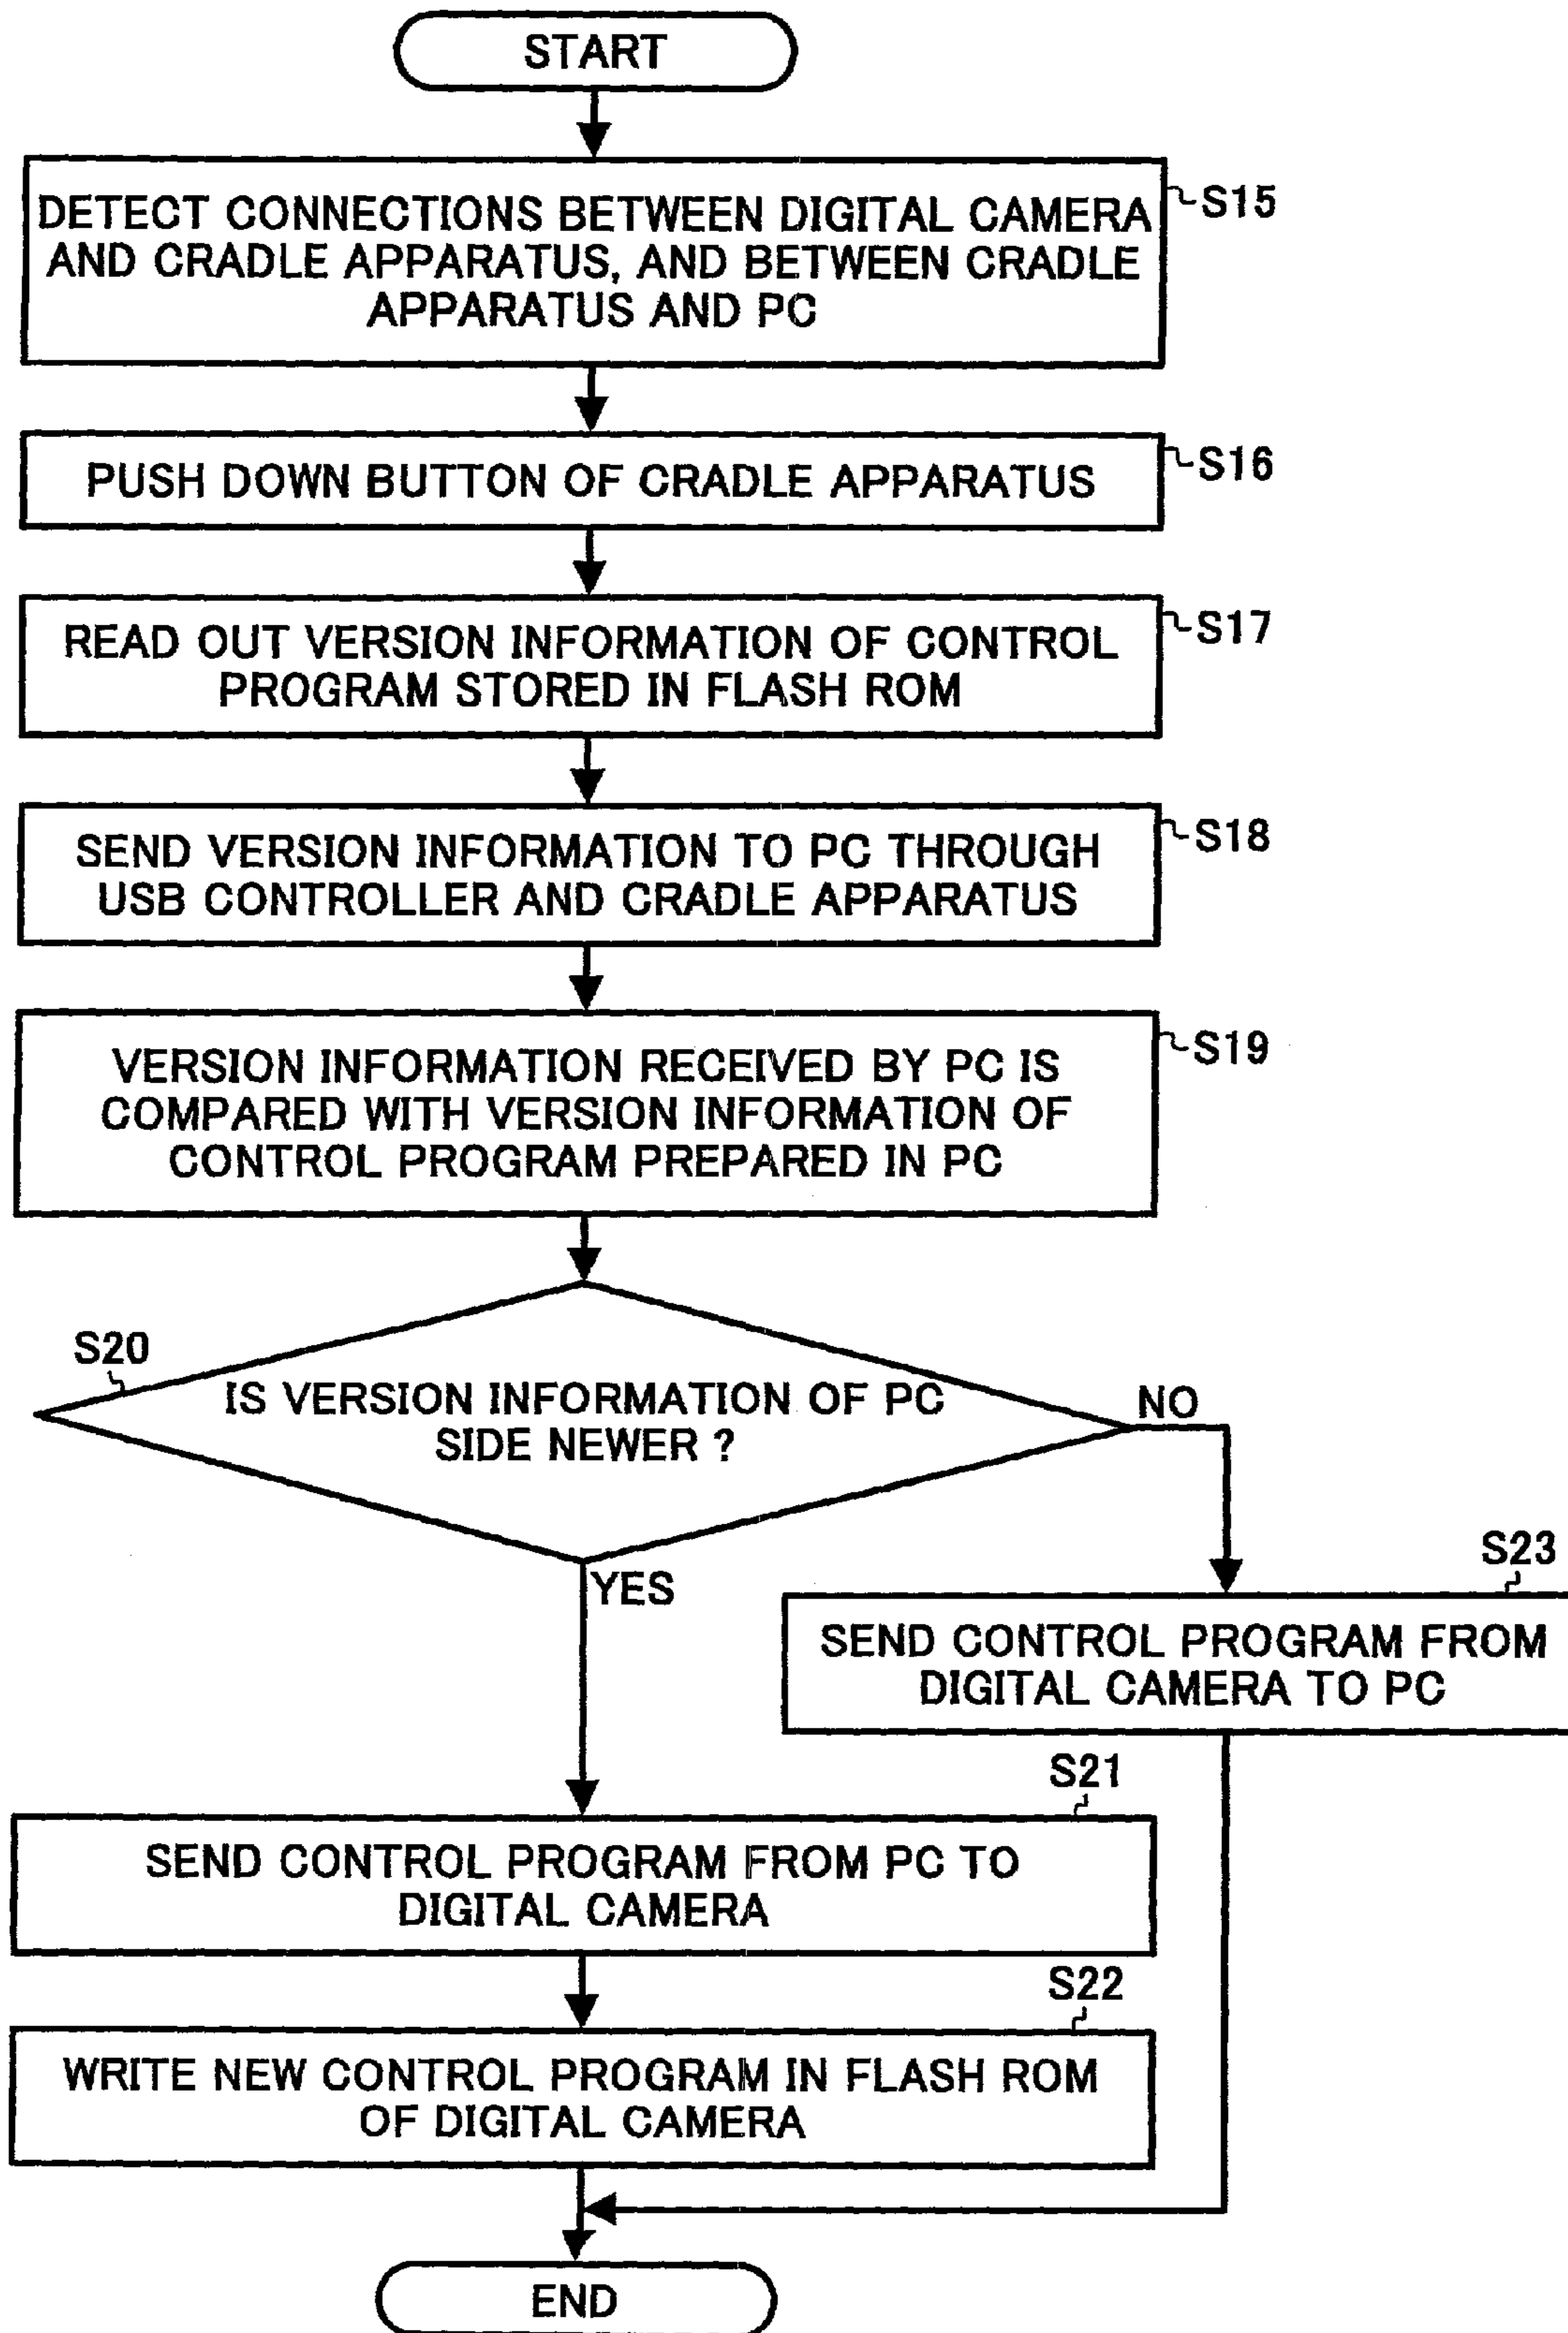 START
DETECT CONNECTIONS BETWEEN DIGITAL CAMERA
AND CRADLE APPARATUS, AND BETWEEN CRADLE
APPARATUS AND PC
S15
PUSH DOWN BUTTON OF CRADLE APPARATUS
S16
READ OUT VERSION INFORMATION OF CONTROL
PROGRAM STORED IN FLASH ROM
S17
SEND VERSION INFORMATION TO PC THROUGH
USB CONTROLLER AND CRADLE APPARATUS
S18
VERSION INFORMATION RECEIVED BY PC IS
COMPARED WITH VERSION INFORMATION OF
CONTROL PROGRAM PREPARED IN PC
S19
S20
IS VERSION INFORMATION OF PC
SIDE NEWER ?
NO
YES
S23
SEND CONTROL PROGRAM FROM
DIGITAL CAMERA TO PC
S21
SEND CONTROL PROGRAM FROM PC TO
DIGITAL CAMERA
S22
WRITE NEW CONTROL PROGRAM IN FLASH ROM
OF DIGITAL CAMERA
END